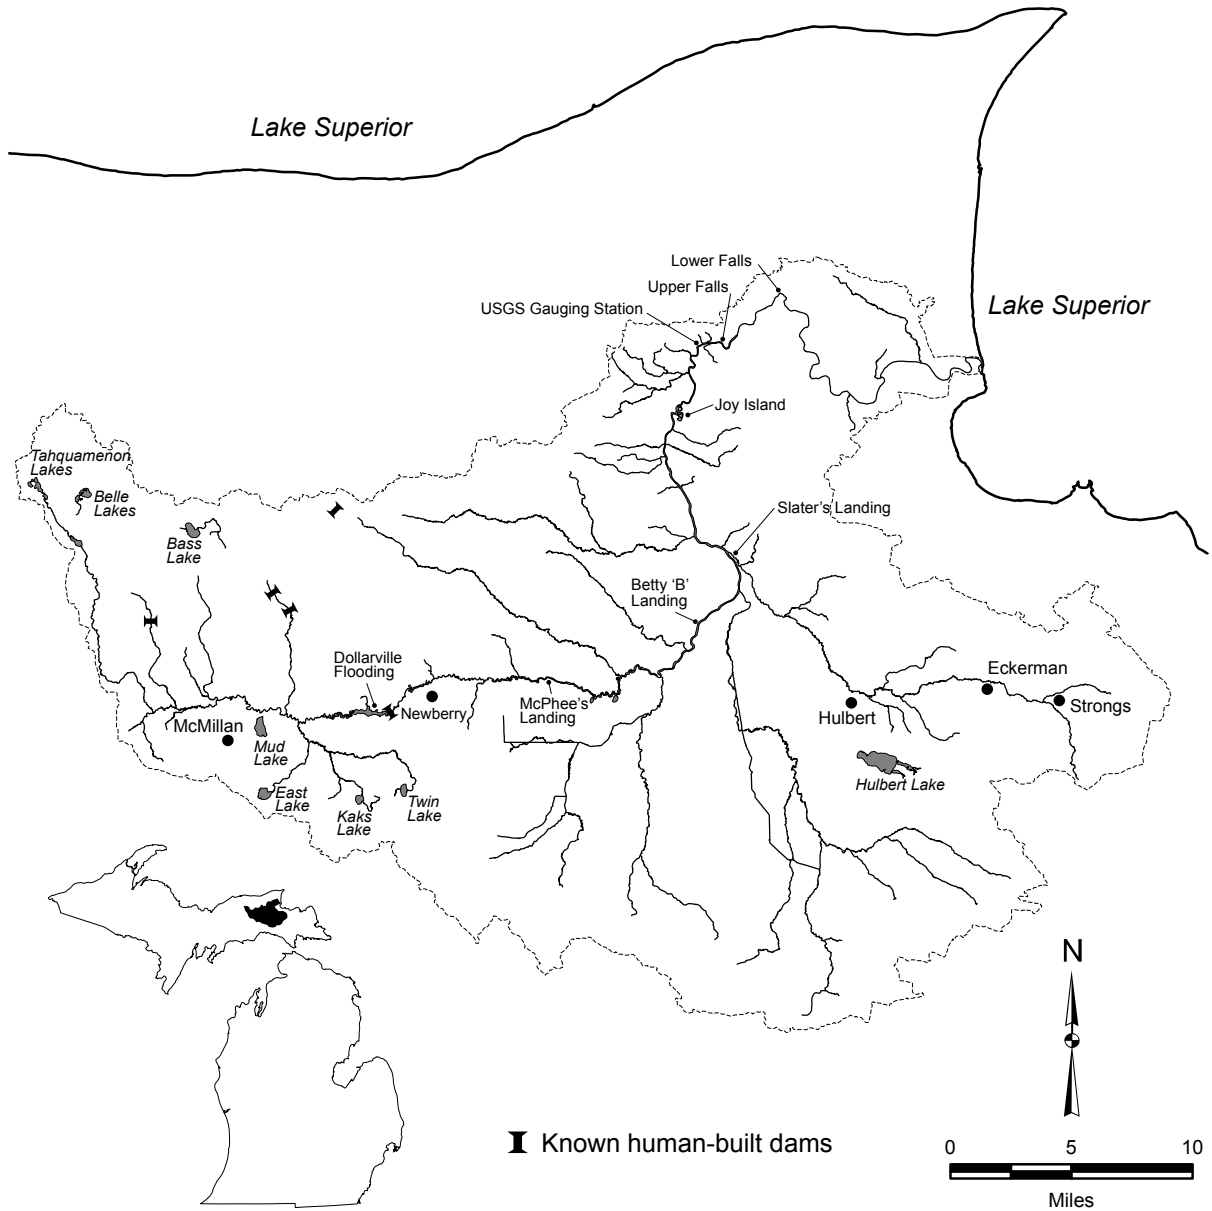 Lake Superior
Lower Falls
Upper Falls
USGS Gauging Station
Lake Superior
Joy Island
Tahquamenon
Lakes
Belle
Lakes
Bass
Lake
Slater's Landing
Betty 'B'
Landing
Dollarville
Flooding
Newberry
McPhee's
Landing
Eckerman
Hulbert
Strongs
McMillan
Mud
Lake
Hulbert Lake
East
Lake
Kaks
Lake
Twin
Lake
N
Known human-built dams
0 5 10
Miles